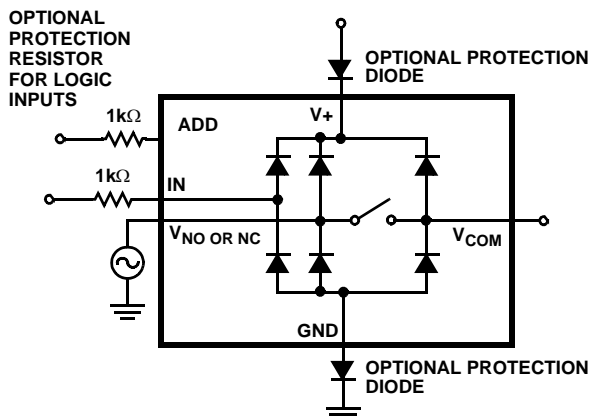 OPTIONAL
PROTECTION
RESISTOR
FOR LOGIC
INPUTS
OPTIONAL PROTECTION
DIODE
1kΩ
ADD
V+
1kΩ
IN
VNO OR NC
VCOM
GND
OPTIONAL PROTECTION
DIODE